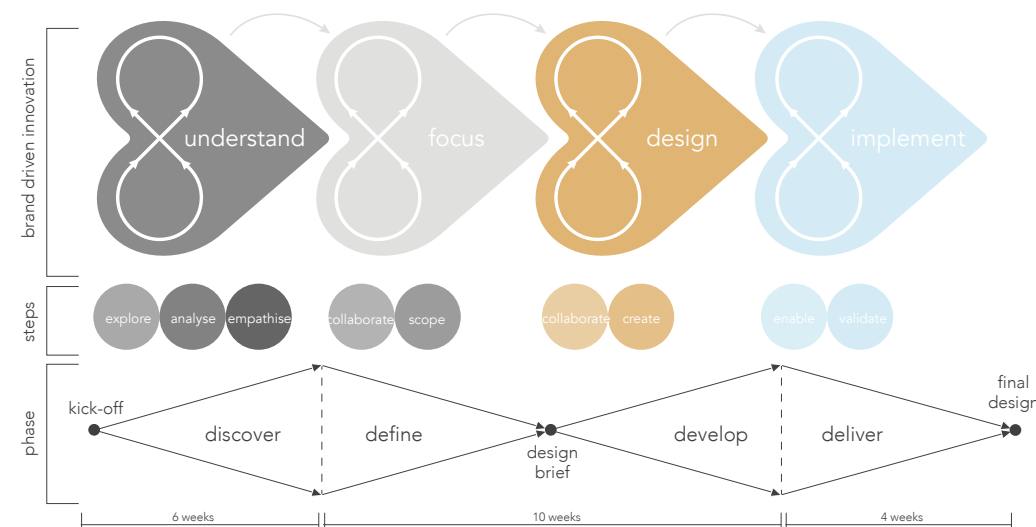 brand driven innovation
understand
focus
design
implement
steps
explore
analyse
empathise
collaborate
scope
collaborate
create
enable
validate
phase
kick-off
discover
define
design
brief
develop
deliver
final
design
6 weeks
10 weeks
4 weeks